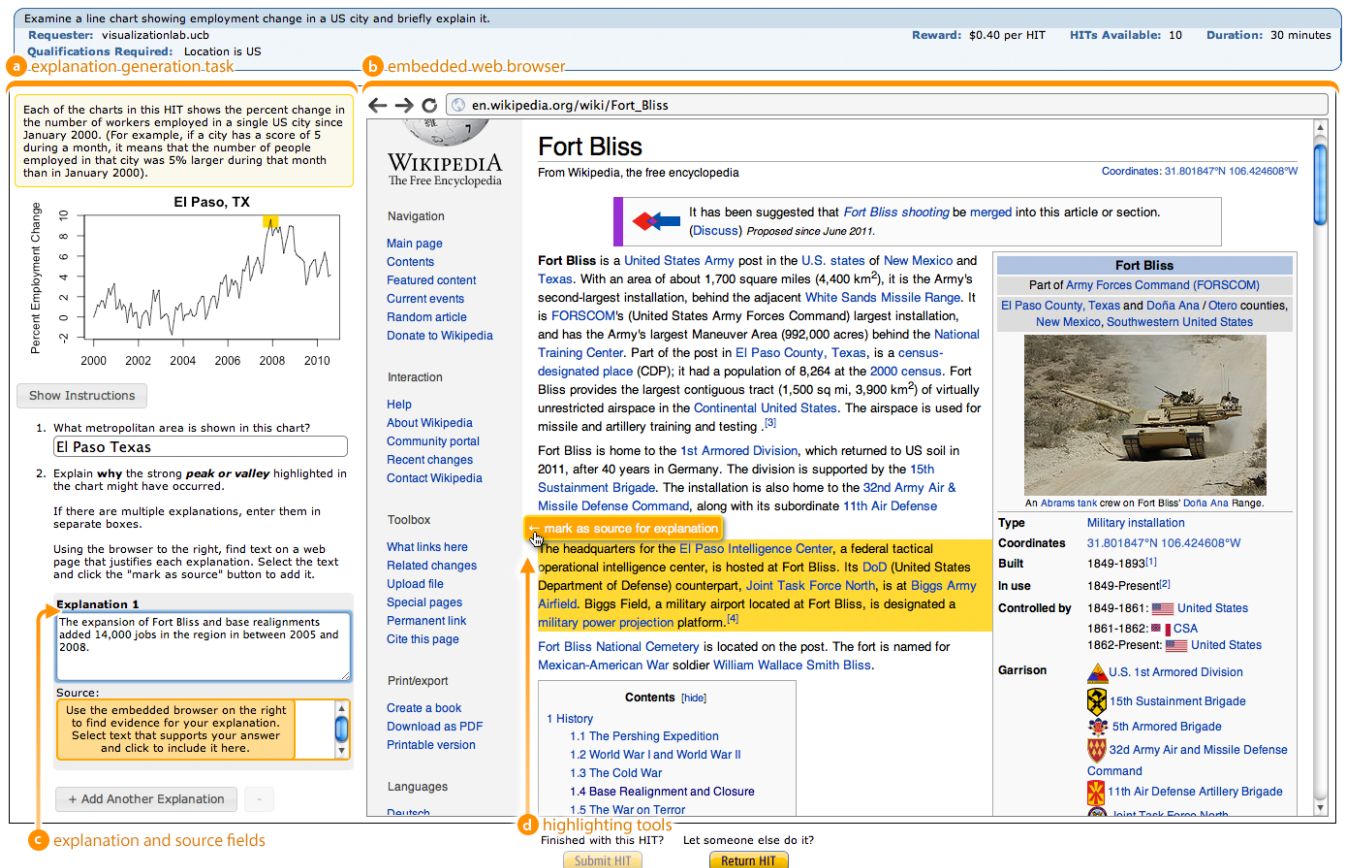 Examine a line chart showing employment change in a US city and briefly explain it.
Requester: visualizationlab.ucb
Reward: $0.40 per HIT HITs Available: 10 Duration: 30 minutes
Qualifications Required: Location is US
a explanation generation task
b embedded web browser
Each of the charts in this HIT shows the percent change in
the number of workers employed in a single US city since
January 2000. (For example, if a city has a score of 5
during a month, it means that the number of people
employed in that city was 5% larger during that month
than in January 2000).
El Paso, TX
Percent Employment Change
10
8
6
4
2
0
-2
2000 2002 2004 2006 2008 2010
Show Instructions
1. What metropolitan area is shown in this chart?
El Paso Texas
2. Explain why the strong peak or valley highlighted in
the chart might have occurred.
If there are multiple explanations, enter them in
separate boxes.
Using the browser to the right, find text on a web
page that justifies each explanation. Select the text
and click the "mark as source" button to add it.
Explanation 1
The expansion of Fort Bliss and base realignments
added 14,000 jobs in the region in between 2005 and
2008.
Source:
Use the embedded browser on the right
to find evidence for your explanation.
Select text that supports your answer
and click to include it here.
+ Add Another Explanation -
c explanation and source fields
en.wikipedia.org/wiki/Fort_Bliss
WIKIPEDIA
The Free Encyclopedia
Navigation
Main page
Contents
Featured content
Current events
Random article
Donate to Wikipedia
Interaction
Help
About Wikipedia
Community portal
Recent changes
Contact Wikipedia
Toolbox
What links here
Related changes
Upload file
Special pages
Permanent link
Cite this page
Print/export
Create a book
Download as PDF
Printable version
Languages
Deutsch
Fort Bliss
From Wikipedia, the free encyclopedia
Coordinates: 31.801847°N 106.424608°W
It has been suggested that Fort Bliss shooting be merged into this article or section.
(Discuss) Proposed since June 2011.
Fort Bliss is a United States Army post in the U.S. states of New Mexico and
Texas. With an area of about 1,700 square miles (4,400 km2), it is the Army's
second-largest installation, behind the adjacent White Sands Missile Range. It
is FORSCOM's (United States Army Forces Command) largest installation,
and has the Army's largest Maneuver Area (992,000 acres) behind the National
Training Center. Part of the post in El Paso County, Texas, is a census-
designated place (CDP); it had a population of 8,264 at the 2000 census. Fort
Bliss provides the largest contiguous tract (1,500 sq mi, 3,900 km2) of virtually
unrestricted airspace in the Continental United States. The airspace is used for
missile and artillery training and testing .[3]
Fort Bliss is home to the 1st Armored Division, which returned to US soil in
2011, after 40 years in Germany. The division is supported by the 15th
Sustainment Brigade. The installation is also home to the 32nd Army Air &
Missile Defense Command, along with its subordinate 11th Air Defense
← mark as source for explanation
The headquarters for the El Paso Intelligence Center, a federal tactical
operational intelligence center, is hosted at Fort Bliss. Its DoD (United States
Department of Defense) counterpart, Joint Task Force North, is at Biggs Army
Airfield. Biggs Field, a military airport located at Fort Bliss, is designated a
military power projection platform.[4]
Fort Bliss National Cemetery is located on the post. The fort is named for
Mexican-American War soldier William Wallace Smith Bliss.
Contents [hide]
1 History
1.1 The Pershing Expedition
1.2 World War I and World War II
1.3 The Cold War
1.4 Base Realignment and Closure
1.5 The War on Terror
Fort Bliss
Part of Army Forces Command (FORSCOM)
El Paso County, Texas and Doña Ana / Otero counties,
New Mexico, Southwestern United States
An Abrams tank crew on Fort Bliss' Doña Ana Range.
Type Military installation
Coordinates 31.801847°N 106.424608°W
Built 1849-1893[1]
In use 1849-Present[2]
Controlled by 1849-1861: United States
1861-1862: CSA
1862-Present: United States
Garrison U.S. 1st Armored Division
15th Sustainment Brigade
5th Armored Brigade
32d Army Air and Missile Defense
Command
11th Air Defense Artillery Brigade
Joint Task Force North
d highlighting tools
Finished with this HIT? Let someone else do it?
Submit HIT Return HIT